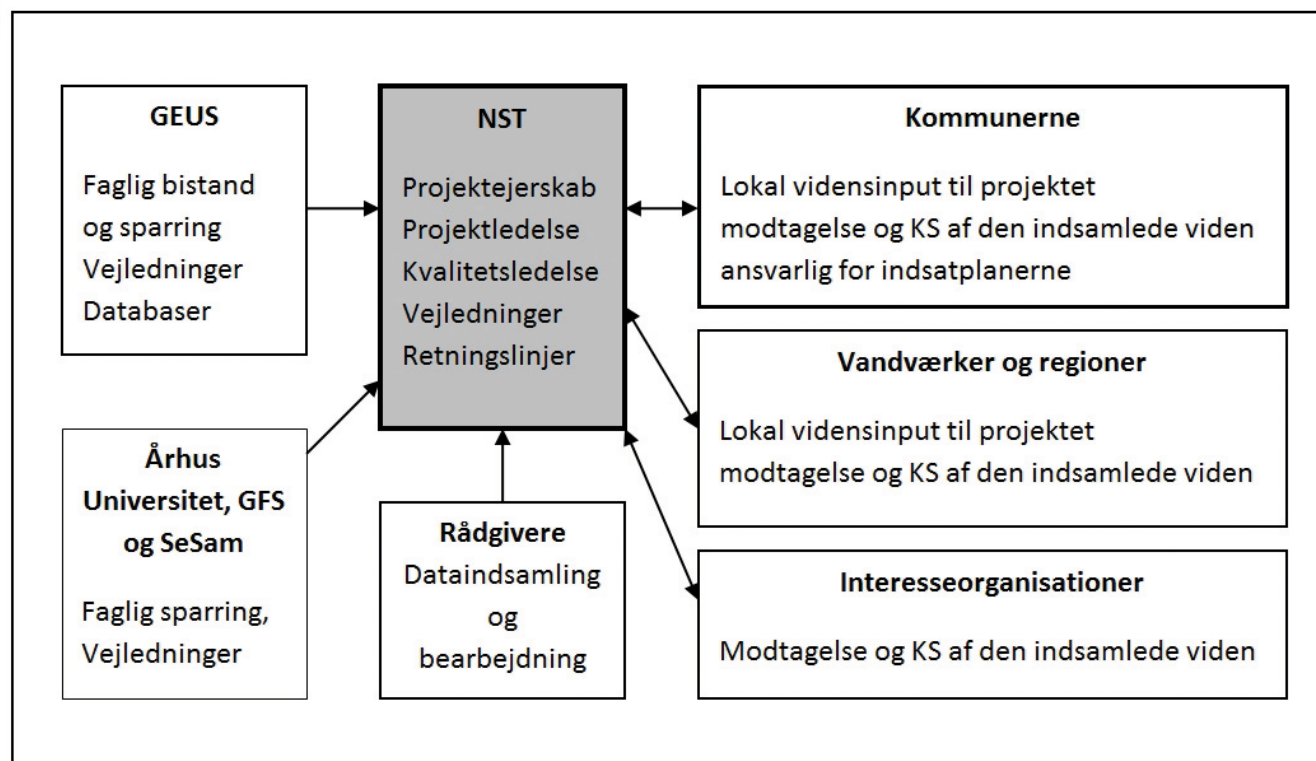 GEUS
Faglig bistand
og sparring
Vejledninger
Databaser
NST
Projektejerskab
Projektledelse
Kvalitetsledelse
Vejledninger
Retningslinjer
Kommunerne
Lokal vidensinput til projektet
modtagelse og KS af den indsamlede viden
ansvarlig for indsatplanerne
Vandværker og regioner
Lokal vidensinput til projektet
modtagelse og KS af den indsamlede viden
Århus
Universitet, GFS
og SeSam
Faglig sparring,
Vejledninger
Rådgivere
Dataindsamling
og
bearbejdning
Interesseorganisationer
Modtagelse og KS af den indsamlede viden